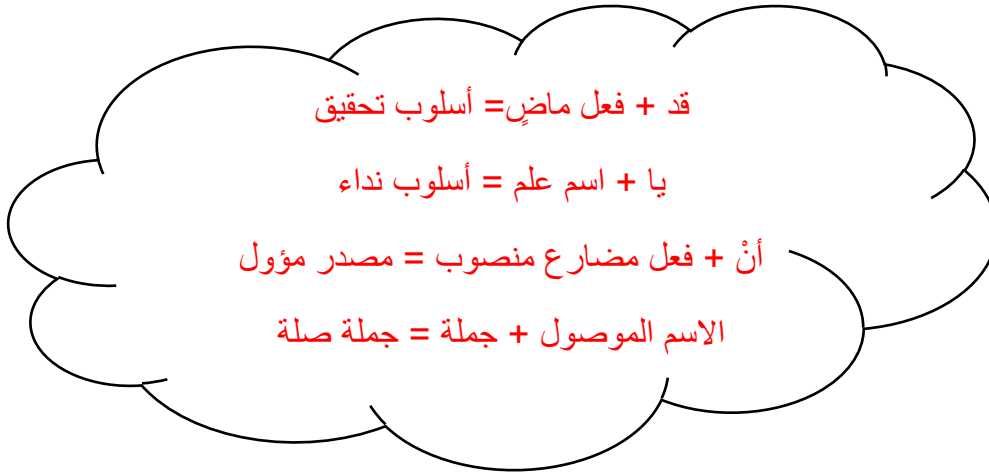 قد + فعل ماضٍ= أسلوب تحقيق
يا + اسم علم = أسلوب نداء
أنْ + فعل مضارع منصوب = مصدر مؤول
الاسم الموصول + جملة = جملة صلة